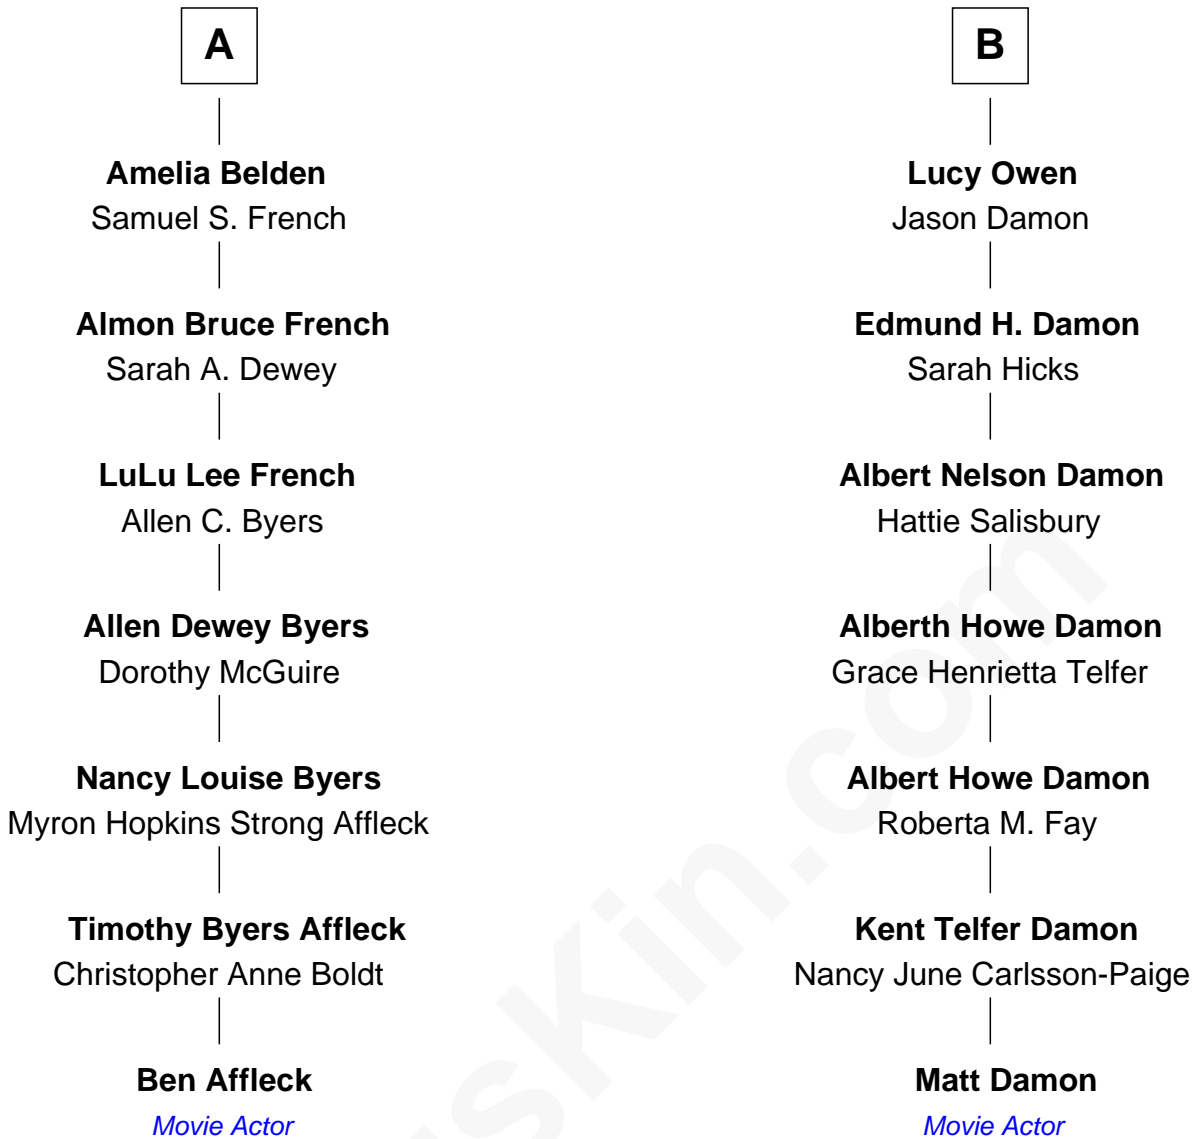 A
Amelia Belden
Samuel S. French
Almon Bruce French
Sarah A. Dewey
LuLu Lee French
Allen C. Byers
Allen Dewey Byers
Dorothy McGuire
Nancy Louise Byers
Myron Hopkins Strong Affleck
Timothy Byers Affleck
Christopher Anne Boldt
Ben Affleck
Movie Actor
B
Lucy Owen
Jason Damon
Edmund H. Damon
Sarah Hicks
Albert Nelson Damon
Hattie Salisbury
Alberth Howe Damon
Grace Henrietta Telfer
Albert Howe Damon
Roberta M. Fay
Kent Telfer Damon
Nancy June Carlsson-Paige
Matt Damon
Movie Actor
usKin.com